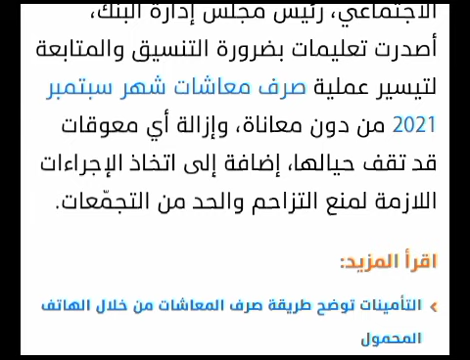 الاجتماعي، رئيس مجلس إدارة البنك،
أصدرت تعليمات بضرورة التنسيق والمتابعة
لتيسير عملية صرف معاشات شهر سبتمبر
2021 من دون معاناة، وإزالة أي معوقات
قد تقف حيالها، إضافة إلى اتخاذ الإجراءات
اللازمة لمنع التزاحم والحد من التجمّعات.
اقرأ المزيد:
التأمينات توضح طريقة صرف المعاشات من خلال الهاتف
المحمول